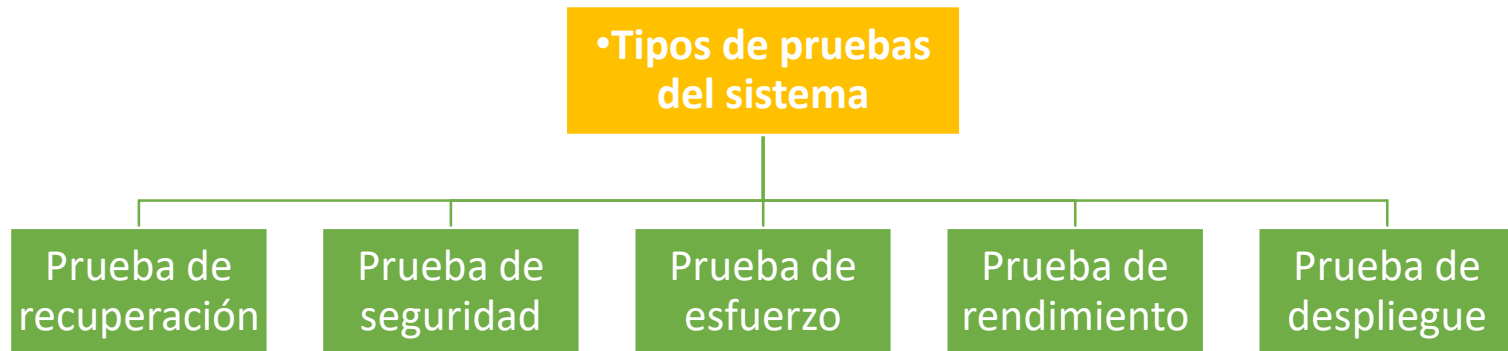 •Tipos de pruebas
del sistema
Prueba de
recuperación
Prueba de
seguridad
Prueba de
esfuerzo
Prueba de
rendimiento
Prueba de
despliegue